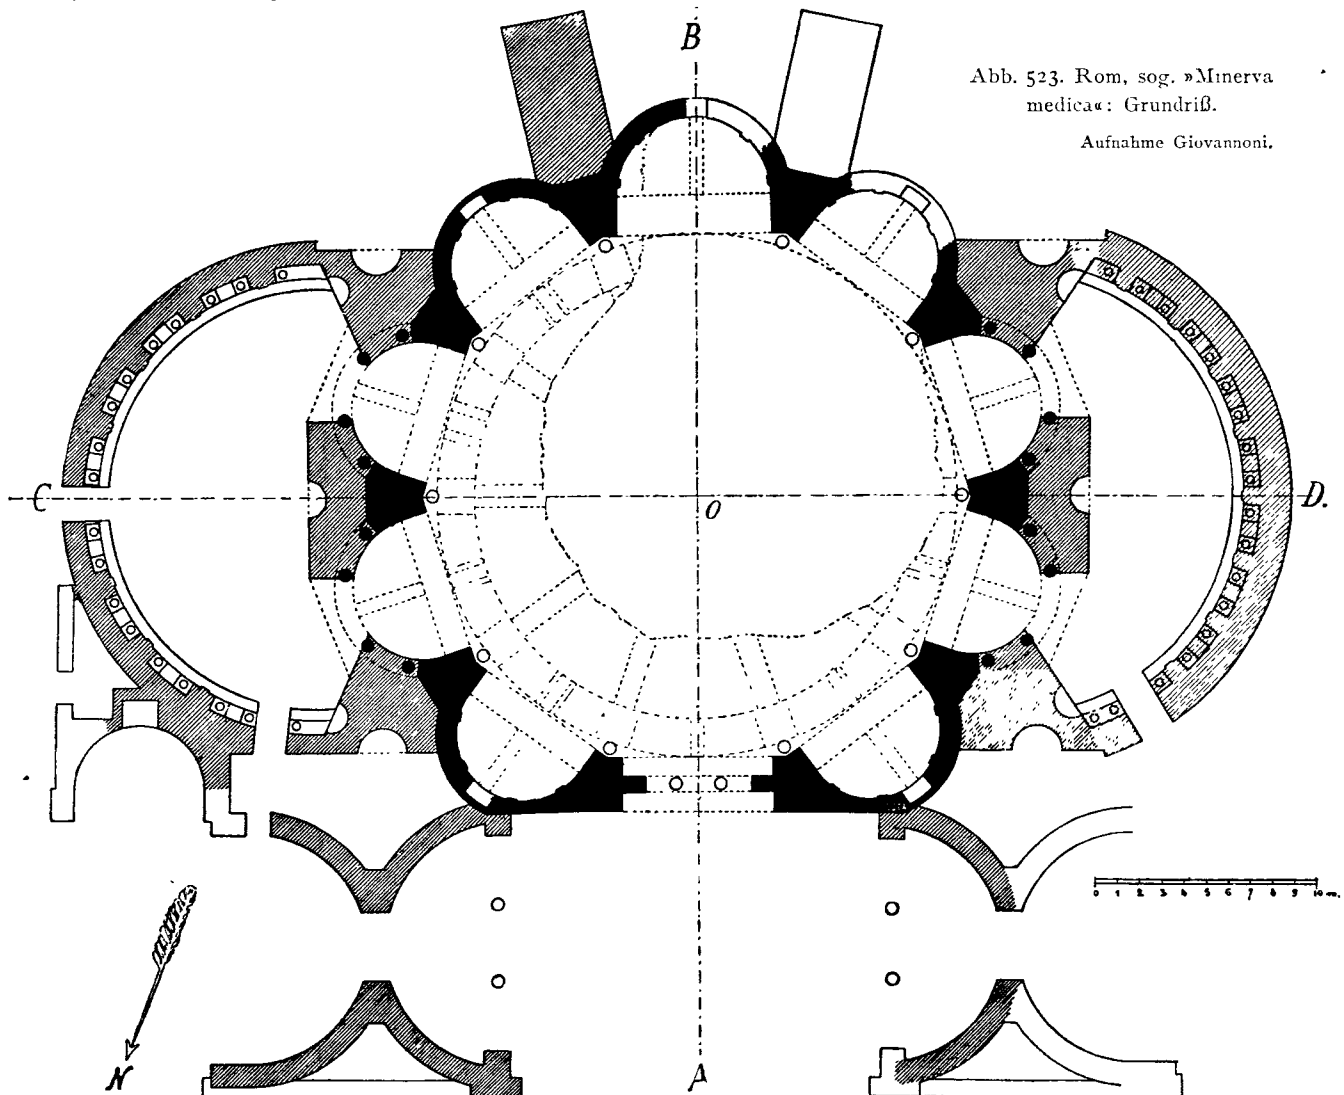 B
Abb. 523. Rom, sog. »Minerva
medica«: Grundriß.
Aufnahme Giovannoni.
C
O
D.
0 1 2 3 4 5 6 7 8 9 10 m.
N
A